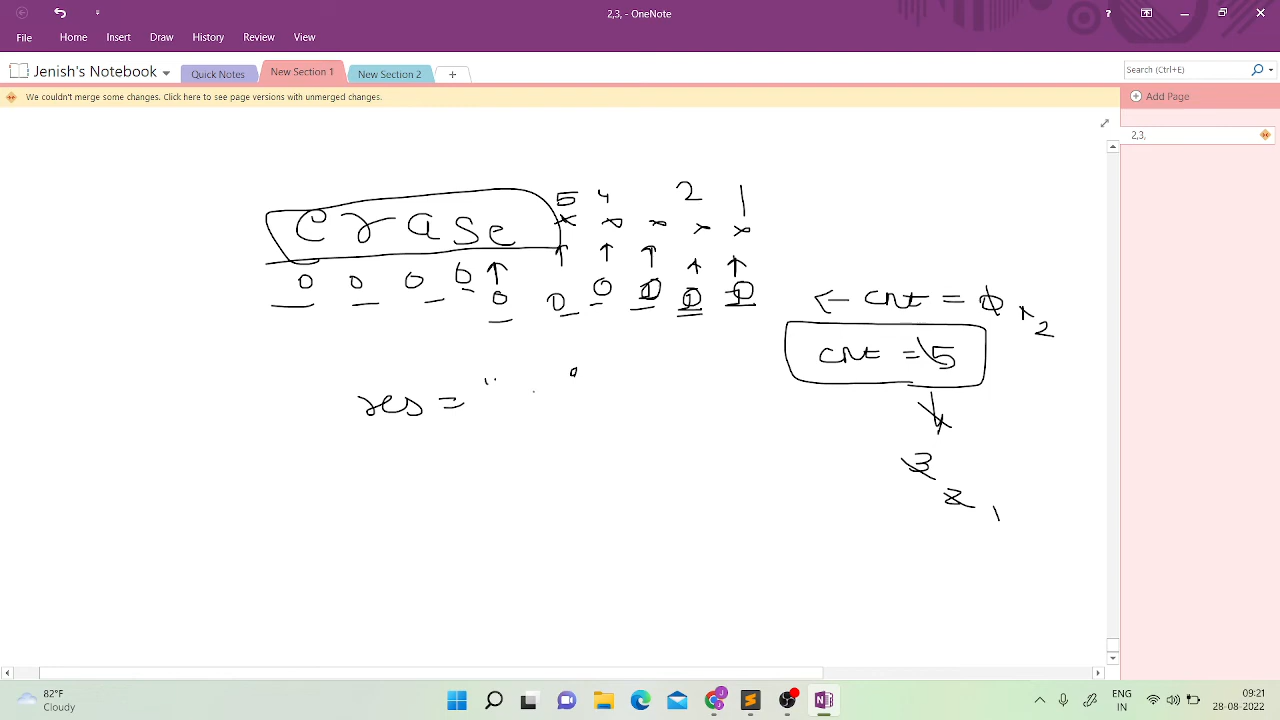 2,3, - OneNote
File Home Insert Draw History Review View
Jenish's Notebook Quick Notes New Section 1 New Section 2 +
Search (Ctrl+E)
We couldn't merge some changes. Click here to see page versions with unmerged changes.
Add Page
2,3,
5 4 2 1
erase * * * * *
0 0 0 0 0 0 0 0 0 0
← cnt = 0 1 2
cnt = 5
res = " "
4
3
2 1
82°F
Cloudy
ENG
IN
09:21
28-08-2022